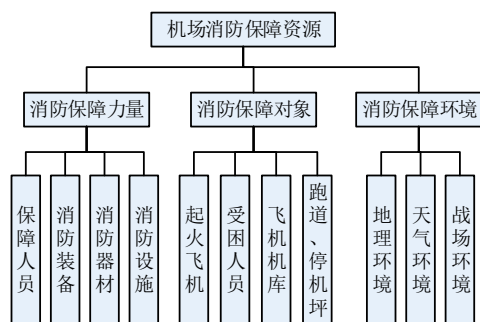 机场消防保障资源
消防保障力量
消防保障对象
消防保障环境
保障人员
消防装备
消防器材
消防设施
起火飞机
受困人员
飞机机库
跑道、停机坪
地理环境
天气环境
战场环境